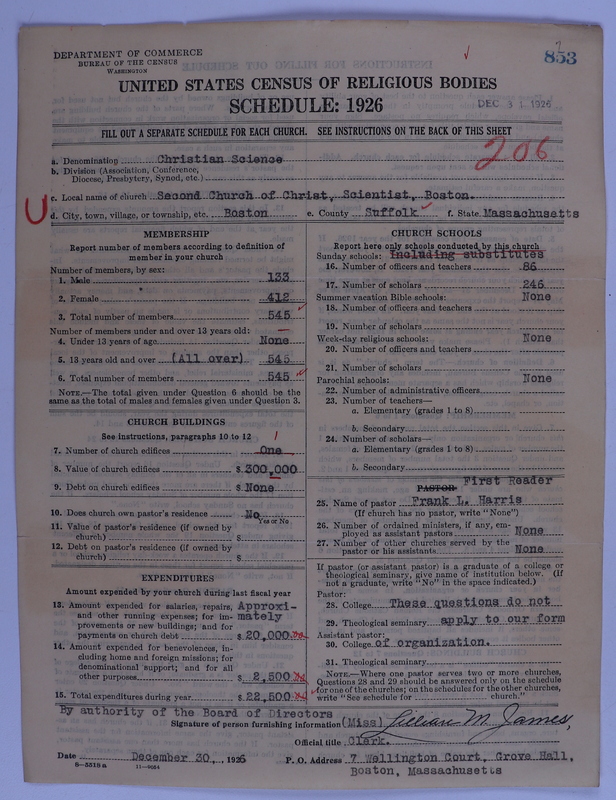 DEPARTMENT OF COMMERCE
BUREAU OF THE CENSUS
WASHINGTON
853
UNITED STATES CENSUS OF RELIGIOUS BODIES
SCHEDULE: 1926
DEC 31 1926
FILL OUT A SEPARATE SCHEDULE FOR EACH CHURCH. SEE INSTRUCTIONS ON THE BACK OF THIS SHEET
206
a. Denomination Christian Science
b. Division (Association, Conference,
Diocese, Presbytery, Synod, etc.)
c. Local name of church Second Church of Christ, Scientist, Boston.
d. City, town, village, or township, etc. Boston e. County Suffolk f. State Massachusetts
MEMBERSHIP
Report number of members according to definition of
member in your church
Number of members, by sex:
1. Male 133
2. Female 412
3. Total number of members 545
Number of members under and over 13 years old:
4. Under 13 years of age None
5. 13 years old and over (All over) 545
6. Total number of members 545
NOTE.—The total given under Question 6 should be
same as the total of males and females given under Question 3.
CHURCH BUILDINGS
See instructions, paragraphs 10 to 12
7. Number of church edifices One 1
8. Value of church edifices $ 300,000
9. Debt on church edifices $ None
10. Does church own pastor's residence? No
Yes or No
11. Value of pastor's residence (if owned by
church) $
12. Debt on pastor's residence (if owned by
church) $
EXPENDITURES
Amount expended by church during last fiscal year
13. Amount expended for salaries, repairs, Approxi-
and other running expenses; for im- mately
provements or new buildings; and for
payments on church debt $ 20,000
14. Amount expended for benevolences, in-
cluding home and foreign missions; for
denominational support; and for all
other purposes $ 2,500
15. Total expenditures during year $ 22,500
CHURCH SCHOOLS
Report here only schools conducted by this church
Sunday schools: Including substitutes
16. Number of officers and teachers 86
17. Number of scholars 246
Summer vacation Bible schools: None
18. Number of officers and teachers
19. Number of scholars
Week-day religious schools: None
20. Number of officers and teachers
21. Number of scholars
Parochial schools: None
22. Number of administrative officers
23. Number of teachers—
a. Elementary (grades 1 to 8)
b. Secondary
24. Number of scholars—
a. Elementary (grades 1 to 8)
b. Secondary
PASTOR First Reader
25. Name of pastor Frank L. Harris
(If church has no pastor, write "None")
26. Number of ordained ministers, if any, em-
ployed as assistant pastors None
27. Number of other churches served by the
pastor or his assistants None
If pastor (or assistant pastor) is a graduate of a college or
theological seminary, give name of institution below. (If
not a graduate, write "No" in the space indicated.)
Pastor:
28. College These questions do not
29. Theological seminary apply to our form
Assistant pastor:
30. College of organization.
31. Theological seminary
NOTE.—Where one pastor serves two or more churches,
Questions 28 and 29 should be answered only on the schedule
for one of the churches; on the schedules for the other churches,
write "See schedule for church."
By authority of the Board of Directors
Signature of person furnishing information (Miss) Lillian M. James,
Official title Clerk.
Date December 30, 1926 P. O. Address 7 Wellington Court, Grove Hall,
8—5519a 11—9054 Boston, Massachusetts